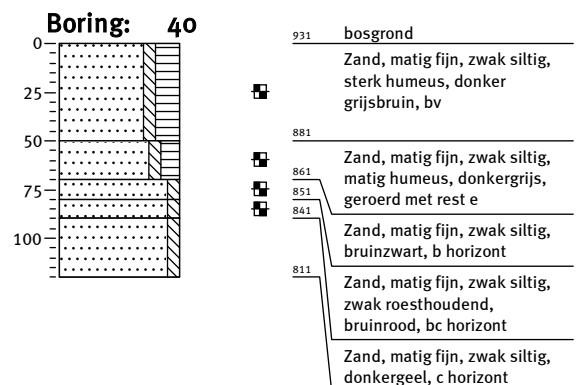 Boring: 40
0
25
50
75
100
931 bosgrond
Zand, matig fijn, zwak siltig,
sterk humeus, donker
grijsbruin, bv
881
Zand, matig fijn, zwak siltig,
matig humeus, donkergrijs,
geroerd met rest e
861
851
841
Zand, matig fijn, zwak siltig,
bruinzwart, b horizont
811
Zand, matig fijn, zwak siltig,
zwak roesthoudend,
bruinrood, bc horizont
Zand, matig fijn, zwak siltig,
donkergeel, c horizont